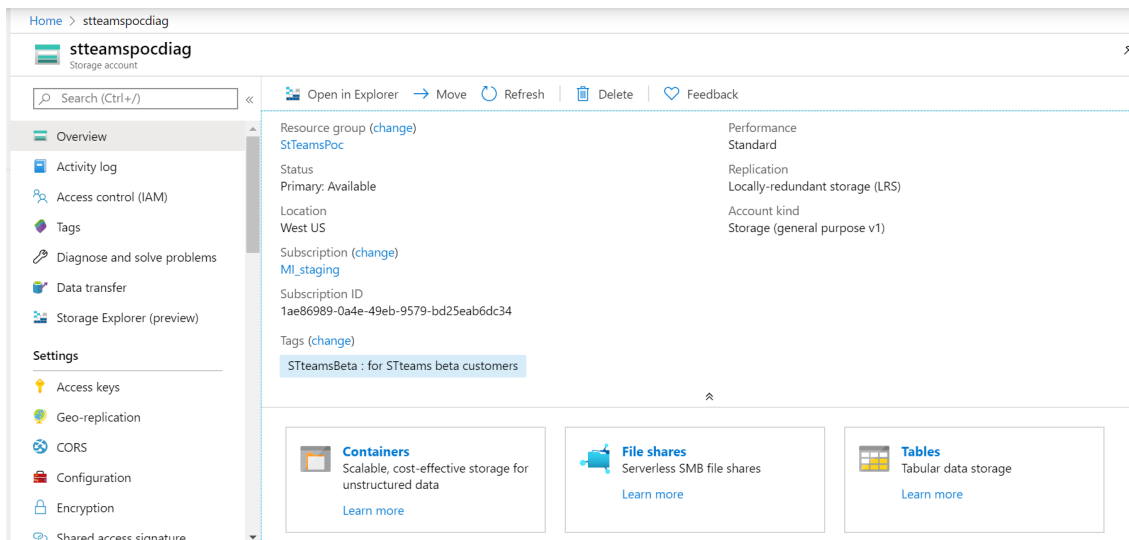 Home > stteamspocdiag
stteamspocdiag
Storage account
Search (Ctrl+/)
«
Open in Explorer
Move
Refresh
Delete
Feedback
Overview
Activity log
Access control (IAM)
Tags
Diagnose and solve problems
Data transfer
Storage Explorer (preview)
Settings
Access keys
Geo-replication
CORS
Configuration
Encryption
Shared access signature
Resource group (change)
StTeamsPoc
Status
Primary: Available
Location
West US
Subscription (change)
MI_staging
Subscription ID
1ae86989-0a4e-49eb-9579-bd25eab6dc34
Tags (change)
STteamsBeta : for STteams beta customers
Performance
Standard
Replication
Locally-redundant storage (LRS)
Account kind
Storage (general purpose v1)
Containers
Scalable, cost-effective storage for
unstructured data
Learn more
File shares
Serverless SMB file shares
Learn more
Tables
Tabular data storage
Learn more